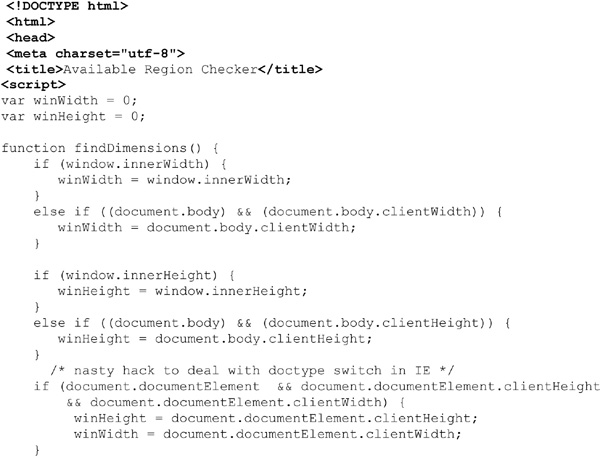 <!DOCTYPE html>
<html>
<head>
<meta charset="utf-8">
<title>Available Region Checker</title>
<script>
var winWidth = 0;
var winHeight = 0;

function findDimensions() {
    if (window.innerWidth) {
       winWidth = window.innerWidth;
    }
    else if ((document.body) && (document.body.clientWidth)) {
       winWidth = document.body.clientWidth;
    }

    if (window.innerHeight) {
       winHeight = window.innerHeight;
    }
    else if ((document.body) && (document.body.clientHeight)) {
       winHeight = document.body.clientHeight;
    }
      /* nasty hack to deal with doctype switch in IE */
    if (document.documentElement  && document.documentElement.clientHeight
        && document.documentElement.clientWidth) {
         winHeight = document.documentElement.clientHeight;
         winWidth = document.documentElement.clientWidth;
    }